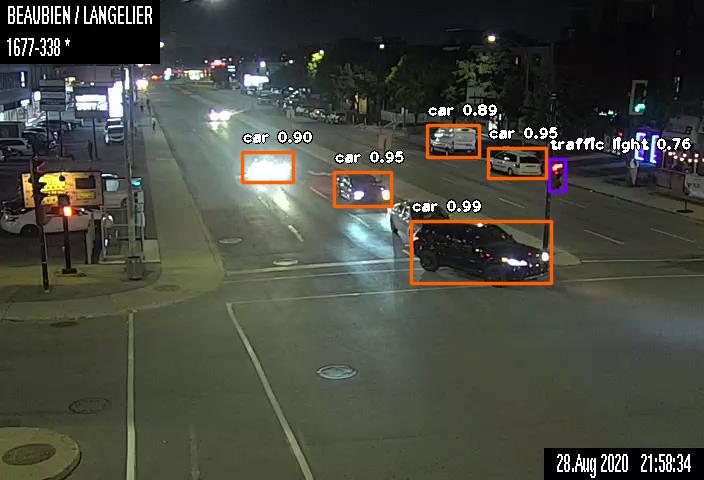 BEAUBIEN / LANGELIER
1677-338 *
car 0.89
car 0.90
car 0.95
car 0.95
traffic light 0.76
car 0.99
28.Aug 2020 21:58:34